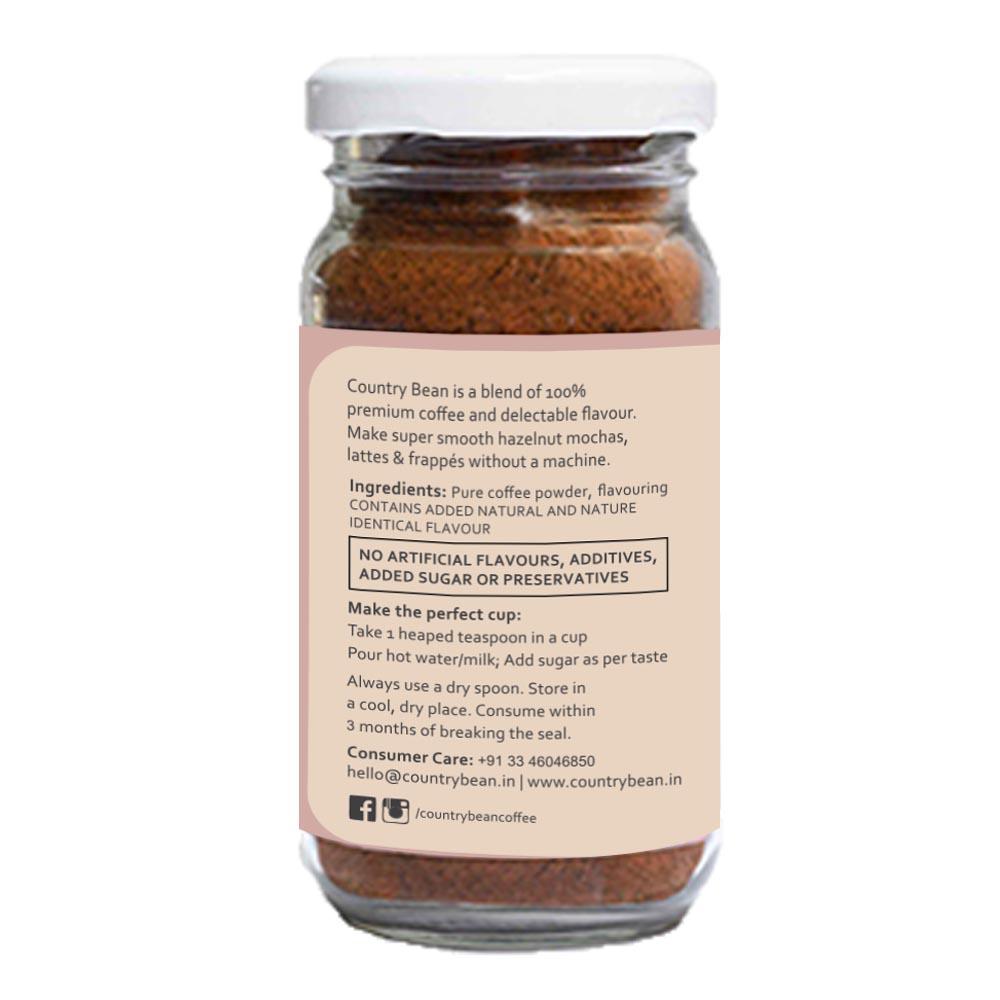 Country Bean is a blend of 100%
premium coffee and delectable flavour.
Make super smooth hazelnut mochas,
lattes & frappés without a machine.
Ingredients: Pure coffee powder, flavouring
CONTAINS ADDED NATURAL AND NATURE
IDENTICAL FLAVOUR
NO ARTIFICIAL FLAVOURS, ADDITIVES,
ADDED SUGAR OR PRESERVATIVES
Make the perfect cup:
Take 1 heaped teaspoon in a cup
Pour hot water/milk; Add sugar as per taste
Always use a dry spoon. Store in
a cool, dry place. Consume within
3 months of breaking the seal.
Consumer Care: +91 33 46046850
hello@countrybean.in | www.countrybean.in
/countrybeancoffee